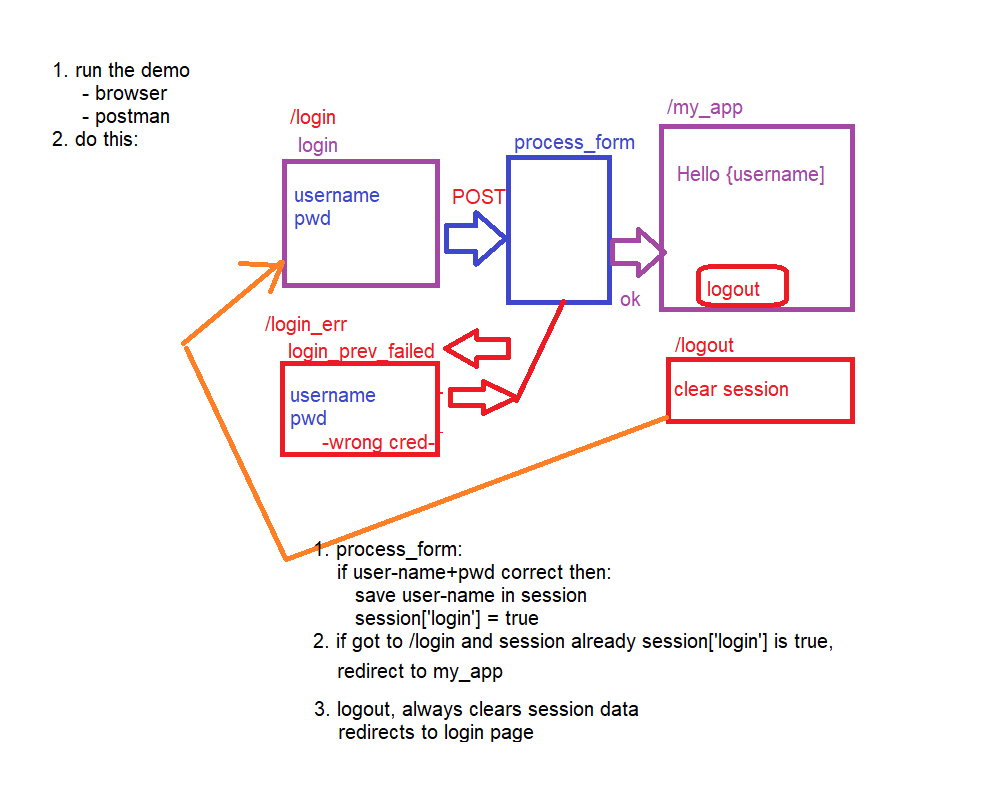 1. run the demo
- browser
- postman
2. do this:
/login
login
username
pwd
POST
process_form
ok
/my_app
Hello {username]
logout
/login_err
login_prev_failed
username
pwd
-wrong cred-
/logout
clear session
1. process_form:
if user-name+pwd correct then:
save user-name in session
session['login'] = true
2. if got to /login and session already session['login'] is true,
redirect to my_app
3. logout, always clears session data
redirects to login page